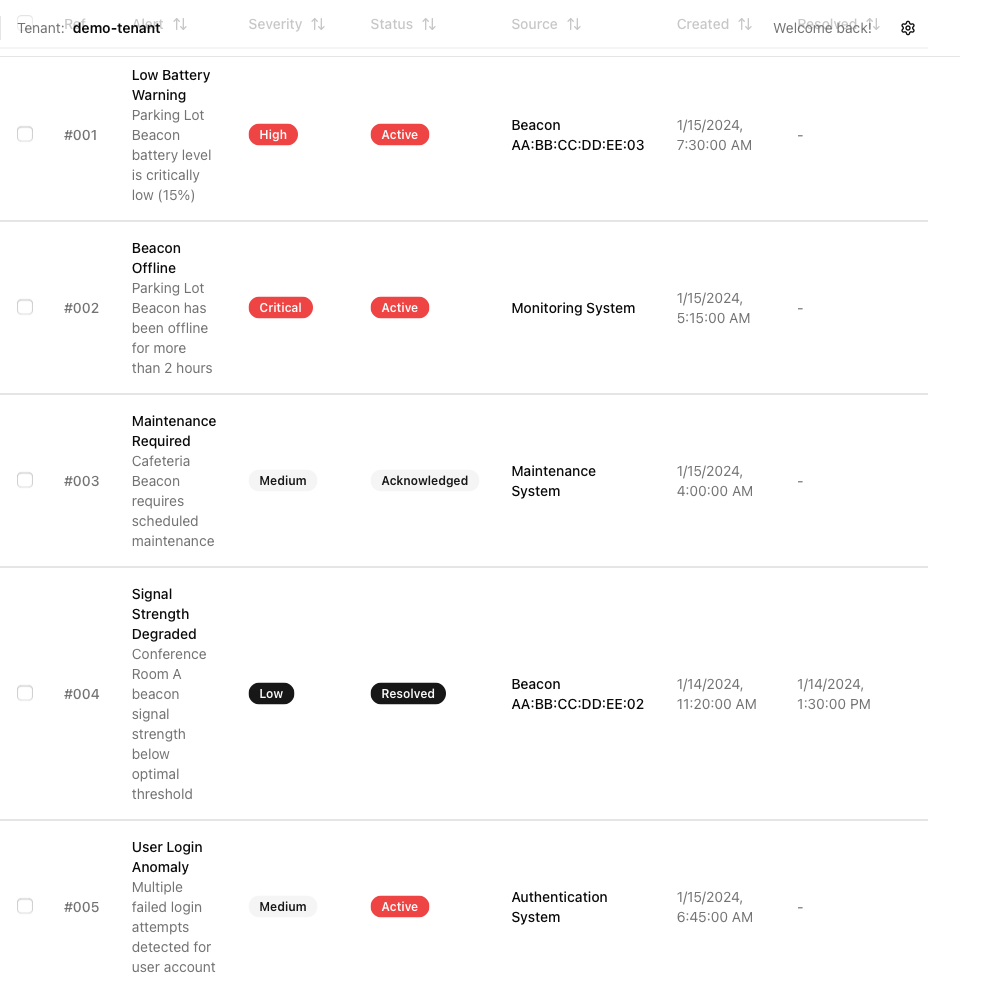 Ref Alert Severity Status Source Created Resolved
Tenant: demo-tenant Welcome back!
#001
Low Battery
Warning
Parking Lot
Beacon
battery level
is critically
low (15%)
High
Active
Beacon
AA:BB:CC:DD:EE:03
1/15/2024,
7:30:00 AM
-
#002
Beacon
Offline
Parking Lot
Beacon has
been offline
for more
than 2 hours
Critical
Active
Monitoring System
1/15/2024,
5:15:00 AM
-
#003
Maintenance
Required
Cafeteria
Beacon
requires
scheduled
maintenance
Medium
Acknowledged
Maintenance
System
1/15/2024,
4:00:00 AM
-
#004
Signal
Strength
Degraded
Conference
Room A
beacon
signal
strength
below
optimal
threshold
Low
Resolved
Beacon
AA:BB:CC:DD:EE:02
1/14/2024,
11:20:00 AM
1/14/2024,
1:30:00 PM
#005
User Login
Anomaly
Multiple
failed login
attempts
detected for
user account
Medium
Active
Authentication
System
1/15/2024,
6:45:00 AM
-